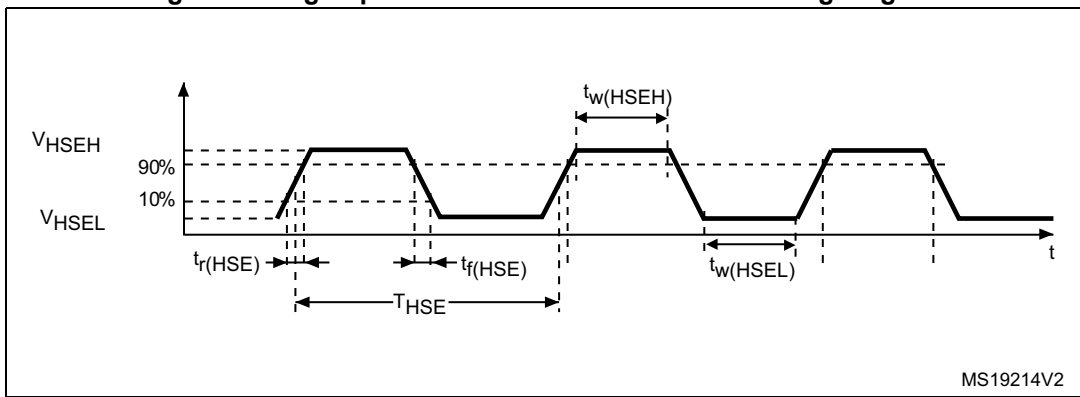 tw(HSEH)
VHSEH
90%
10%
VHSEL
tr(HSE)
tf(HSE)
tw(HSEL)
t
THSE
MS19214V2